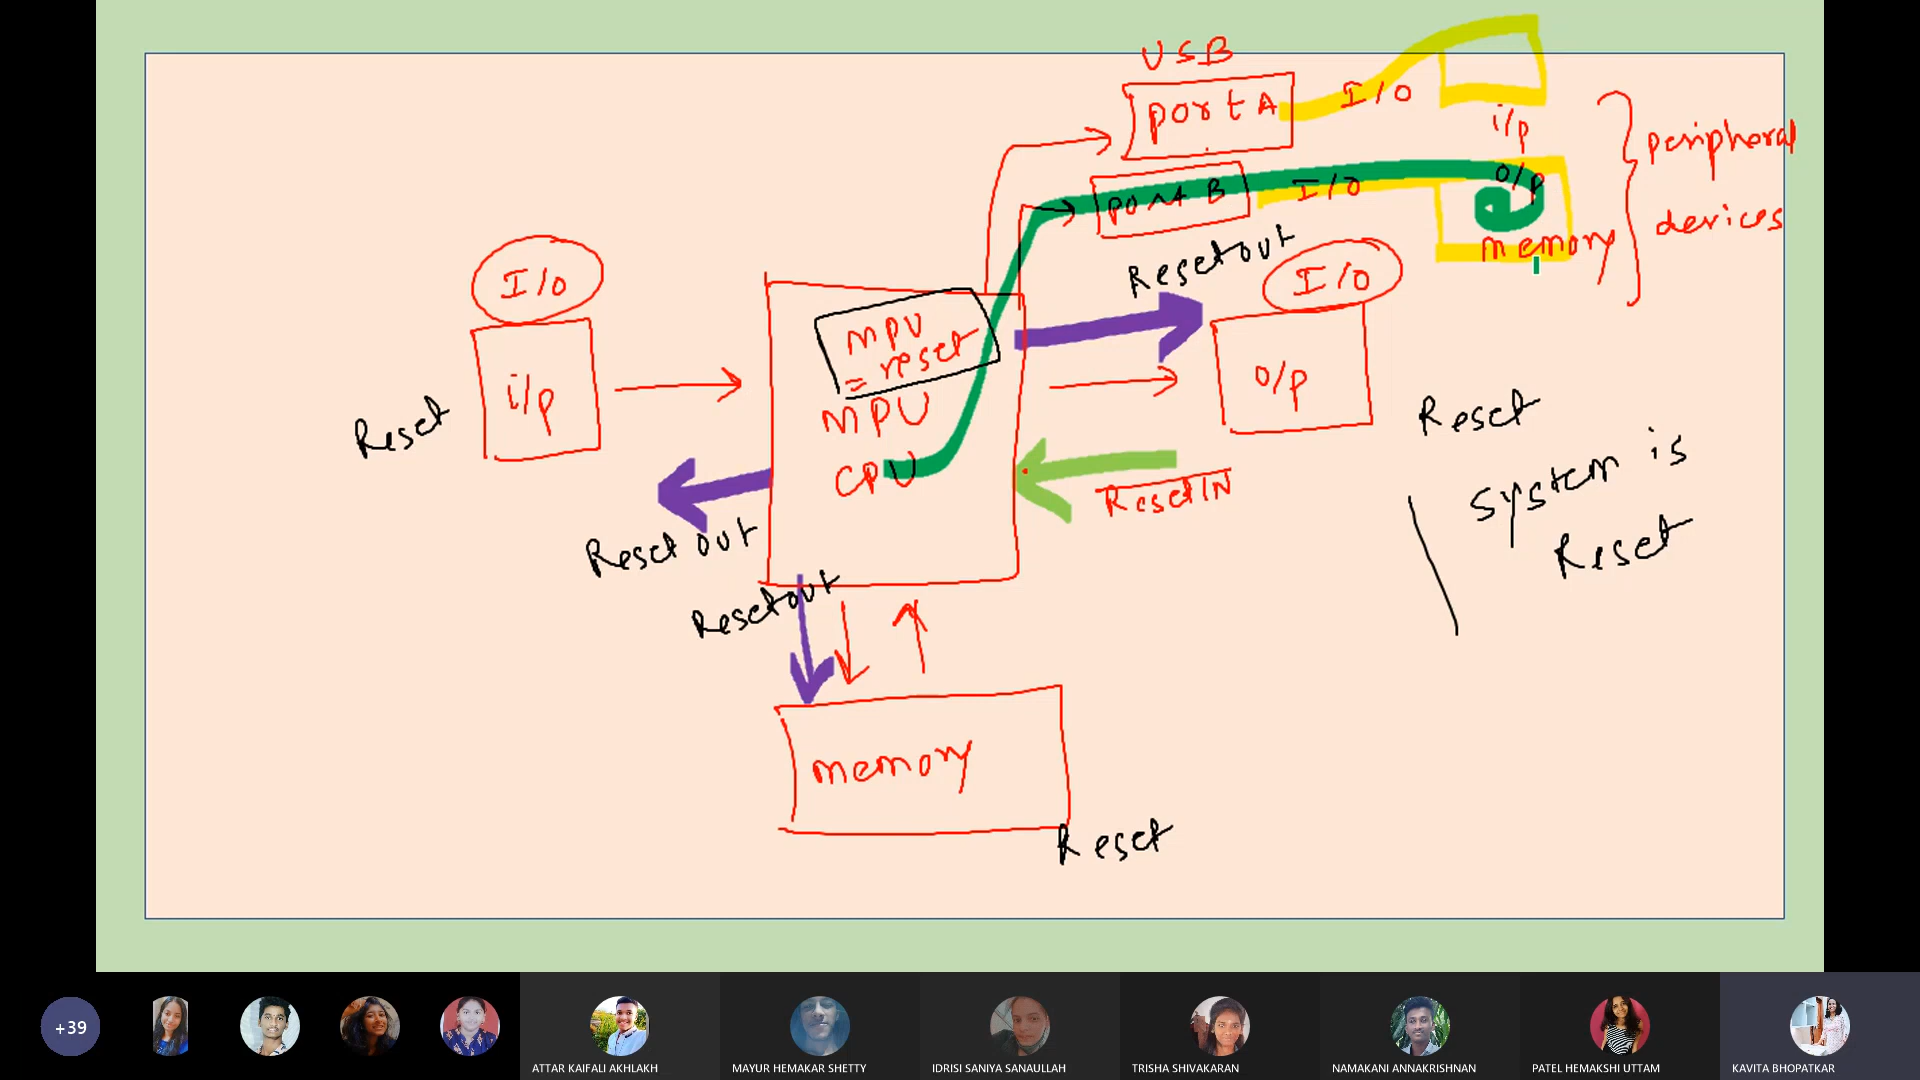 USB
port A
I/O
i/p
peripheral
devices
port B
I/O
o/p
memory
Reset out
I/O
I/O
MPU
= reset
MPU
CPU
i/p
o/p
Reset
Reset
system is
Reset
Reset IN
Reset out
Reset out
memory
Reset
+39
ATTAR KAIFALI AKHLAKH
MAYUR HEMAKAR SHETTY
IDRISI SANIYA SANAULLAH
TRISHA SHIVAKARAN
NAMAKANI ANNAKRISHNAN
PATEL HEMAKSHI UTTAM
KAVITA BHOPATKAR